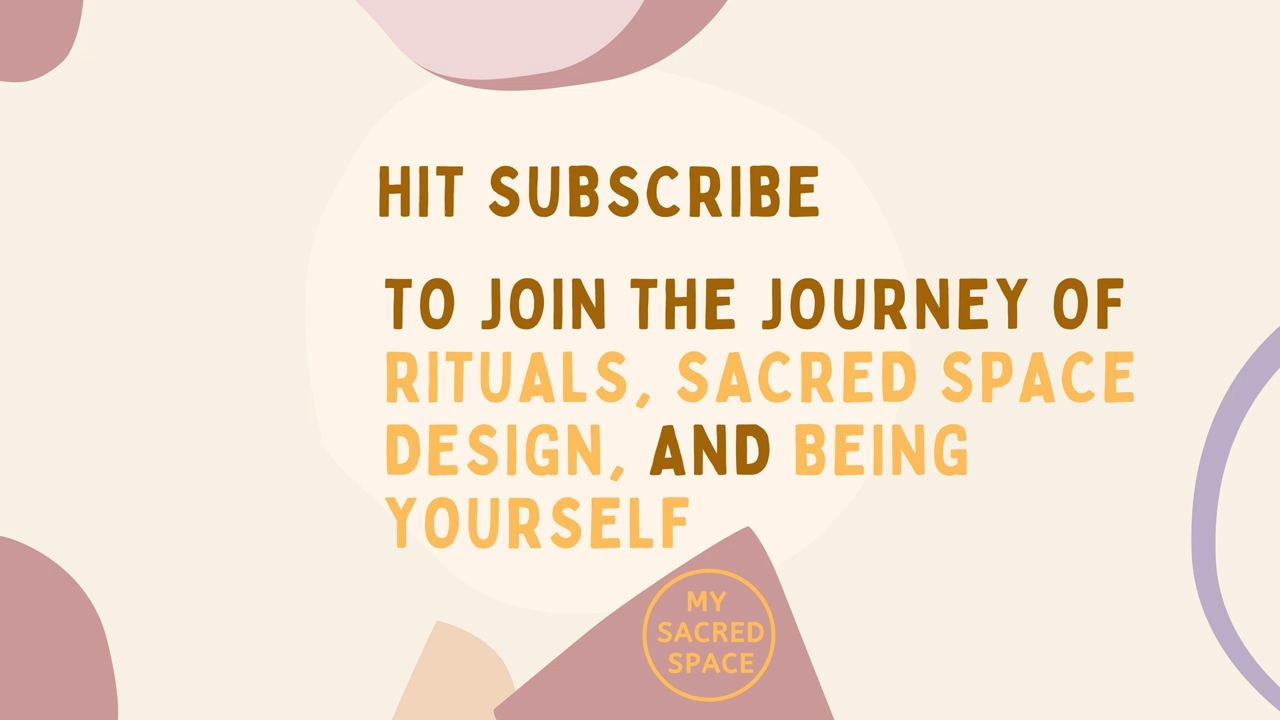 HIT SUBSCRIBE
TO JOIN THE JOURNEY OF
RITUALS, SACRED SPACE
DESIGN, AND BEING
YOURSELF
MY
SACRED
SPACE